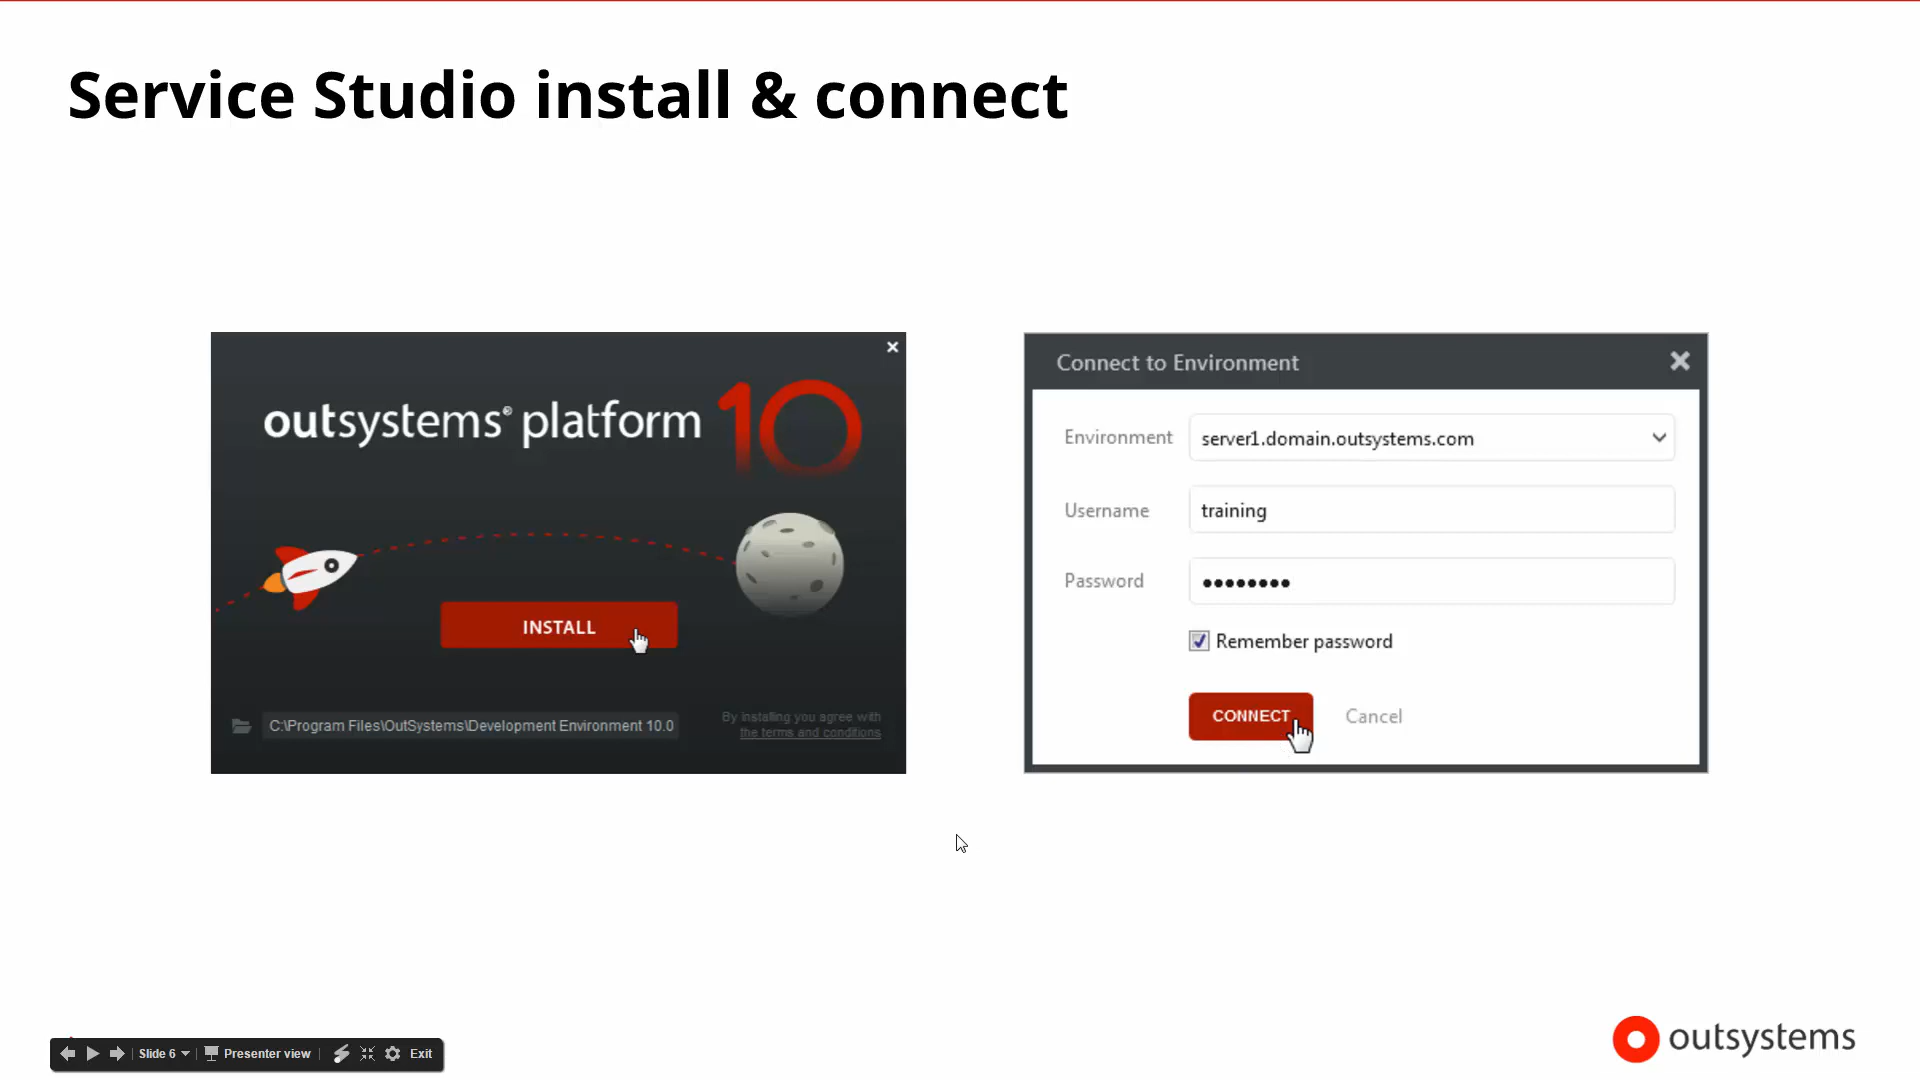 Service Studio install & connect
outsystems® platform 10
INSTALL
C:\Program Files\OutSystems\Development Environment 10.0
By installing you agree with
the terms and conditions
Connect to Environment
Environment server1.domain.outsystems.com
Username training
Password ••••••••
Remember password
CONNECT Cancel
Slide 6 Presenter view Exit
outsystems